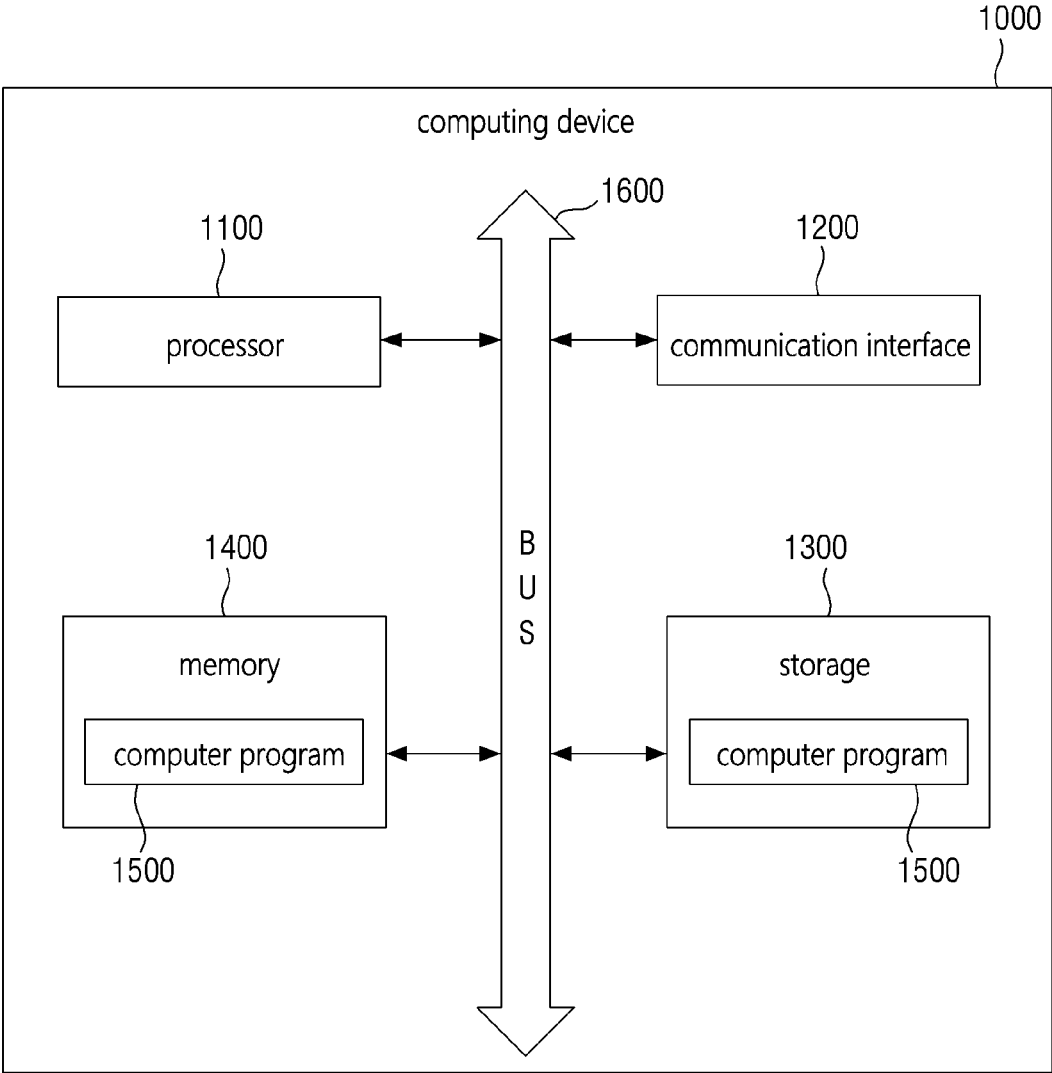 1000
computing device
1600
1100
1200
processor
communication interface
1400
1300
B
U
S
memory
storage
computer program
computer program
1500
1500